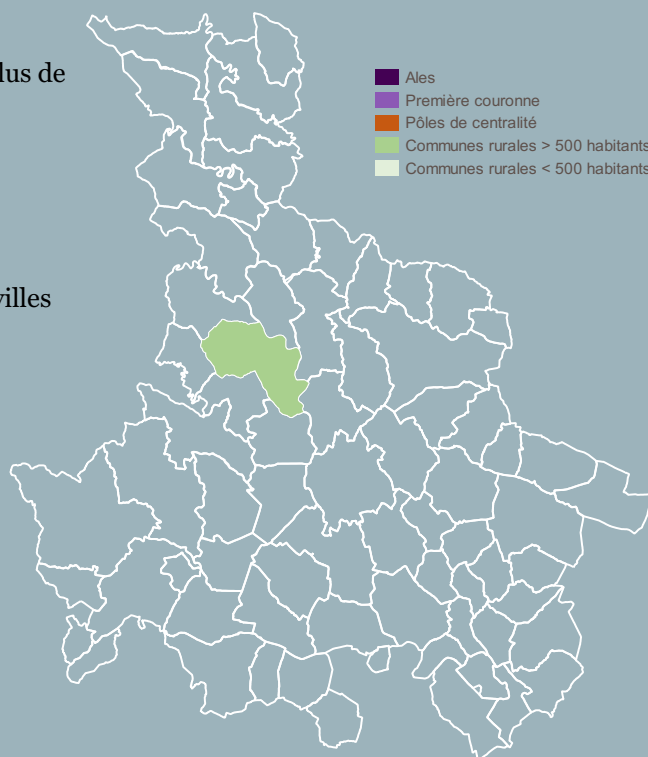 lus de
Ales
Première couronne
Pôles de centralité
Communes rurales > 500 habitants
Communes rurales < 500 habitants
villes